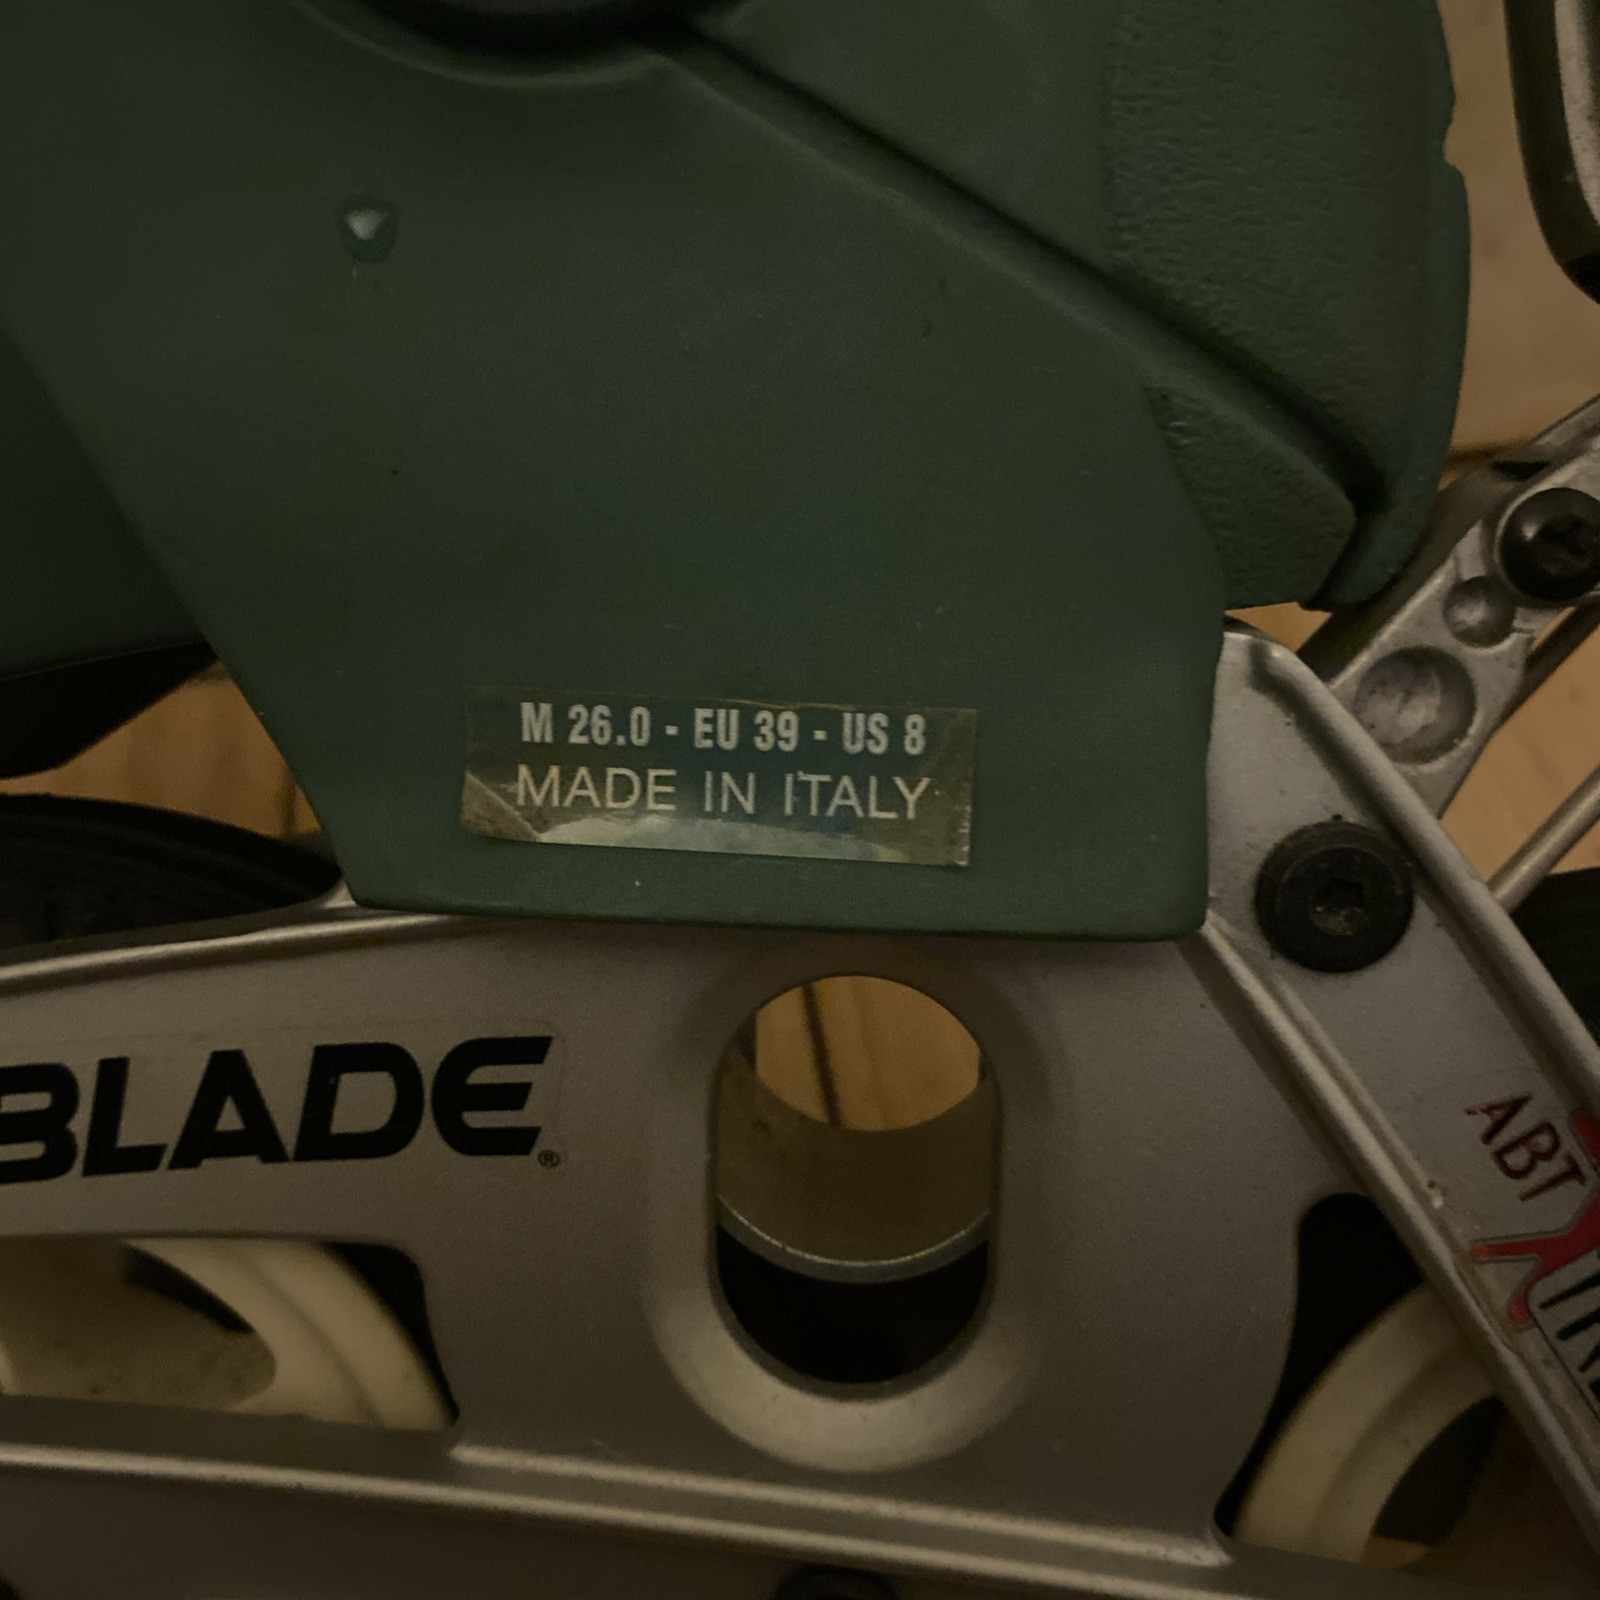 M 26.0 - EU 39 - US 8
MADE IN ITALY
BLADE®
ABT